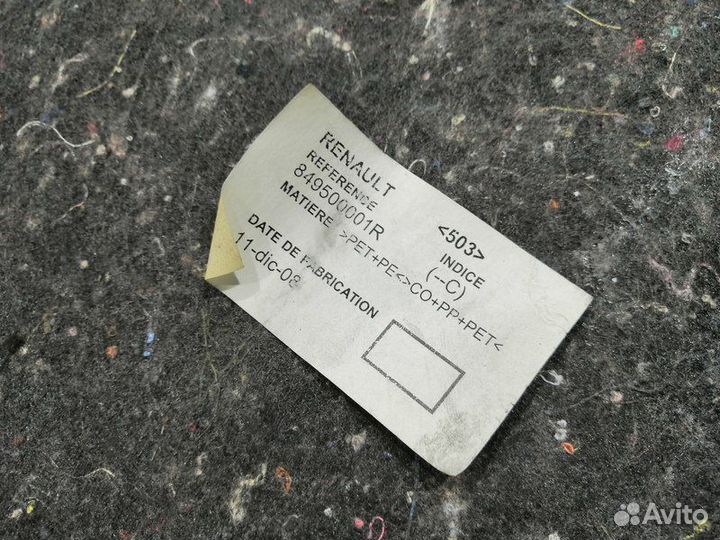 RENAULT <503>
REFERENCE INDICE
849500001R (--C)
MATIERE >PET+PE<>CO+PP+PET<
DATE DE FABRICATION
11-dic-08
Avito